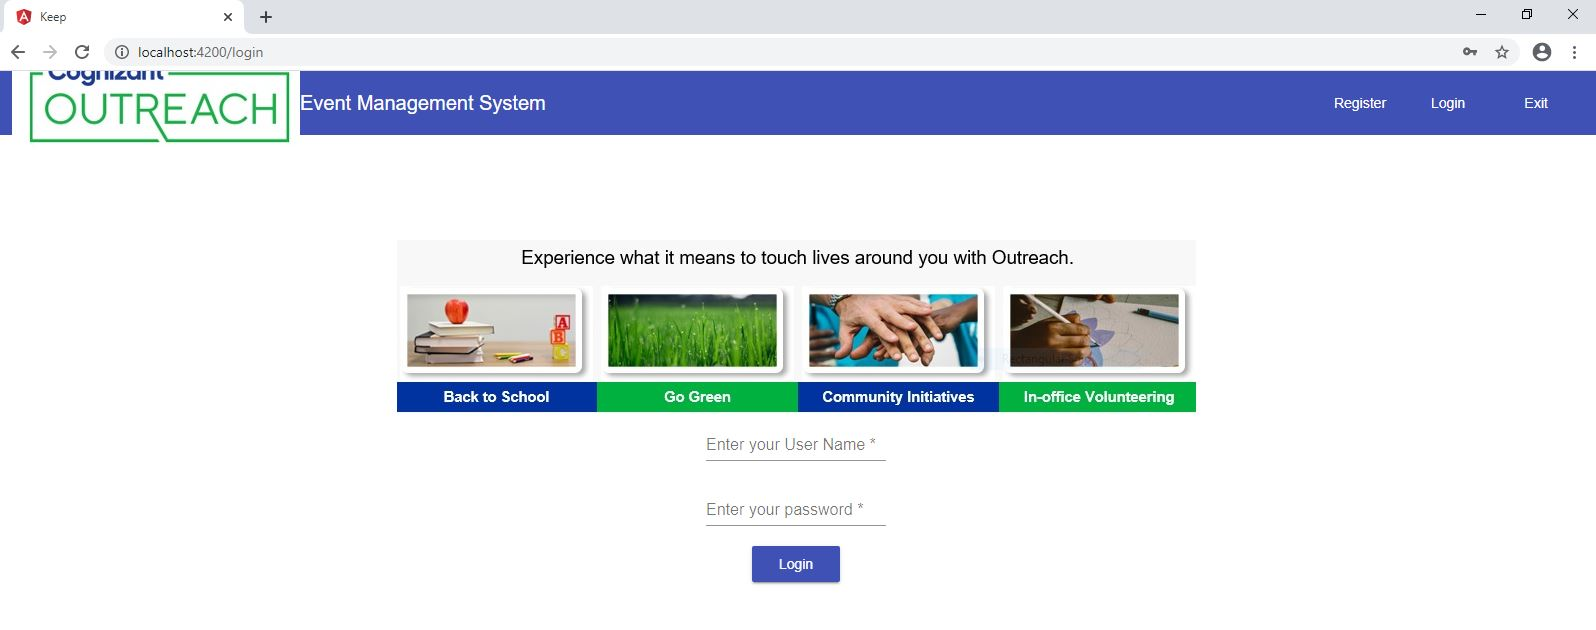 Keep
localhost:4200/login
Cognizant
OUTREACH
Event Management System
Register
Login
Exit
Experience what it means to touch lives around you with Outreach.
A
B
C
Rectangular
Back to School
Go Green
Community Initiatives
In-office Volunteering
Enter your User Name *
Enter your password *
Login